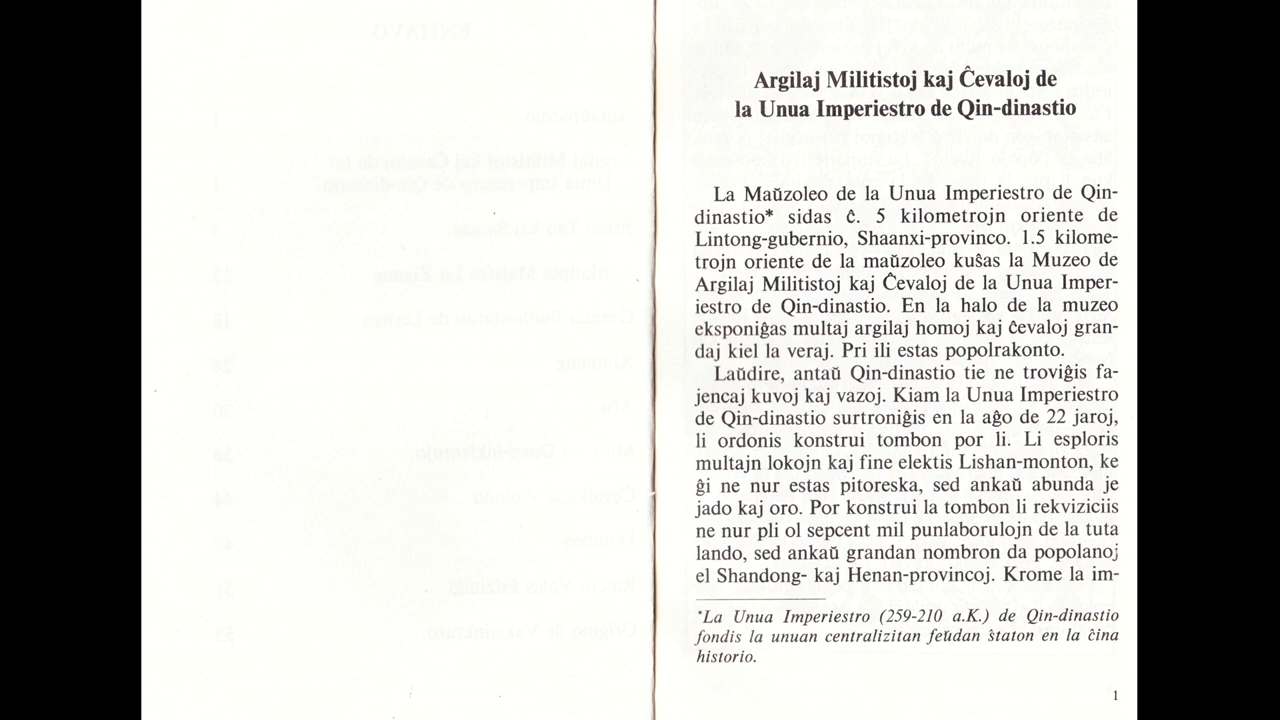 Argilaj Militistoj kaj Ĉevaloj de
la Unua Imperiestro de Qin-dinastio
La Maŭzoleo de la Unua Imperiestro de Qin-
dinastio* sidas ĉ. 5 kilometrojn oriente de
Lintong-gubernio, Shaanxi-provinco. 1.5 kilome-
trojn oriente de la maŭzoleo kuŝas la Muzeo de
Argilaj Militistoj kaj Ĉevaloj de la Unua Imper-
iestro de Qin-dinastio. En la halo de la muzeo
eksponiĝas multaj argilaj homoj kaj ĉevaloj gran-
daj kiel la veraj. Pri ili estas popolrakonto.
Laŭdire, antaŭ Qin-dinastio tie ne troviĝis fa-
jencaj kuvoj kaj vazoj. Kiam la Unua Imperiestro
de Qin-dinastio surtroniĝis en la aĝo de 22 jaroj,
li ordonis konstrui tombon por li. Li esploris
multajn lokojn kaj fine elektis Lishan-monton, ke
ĝi ne nur estas pitoreska, sed ankaŭ abunda je
jado kaj oro. Por konstrui la tombon li rekviziciis
ne nur pli ol sepcent mil punlaborulojn de la tuta
lando, sed ankaŭ grandan nombron da popolanoj
el Shandong- kaj Henan-provincoj. Krome la im-
*La Unua Imperiestro (259-210 a.K.) de Qin-dinastio
fondis la unuan centralizitan feŭdan ŝtaton en la ĉina
historio.
1